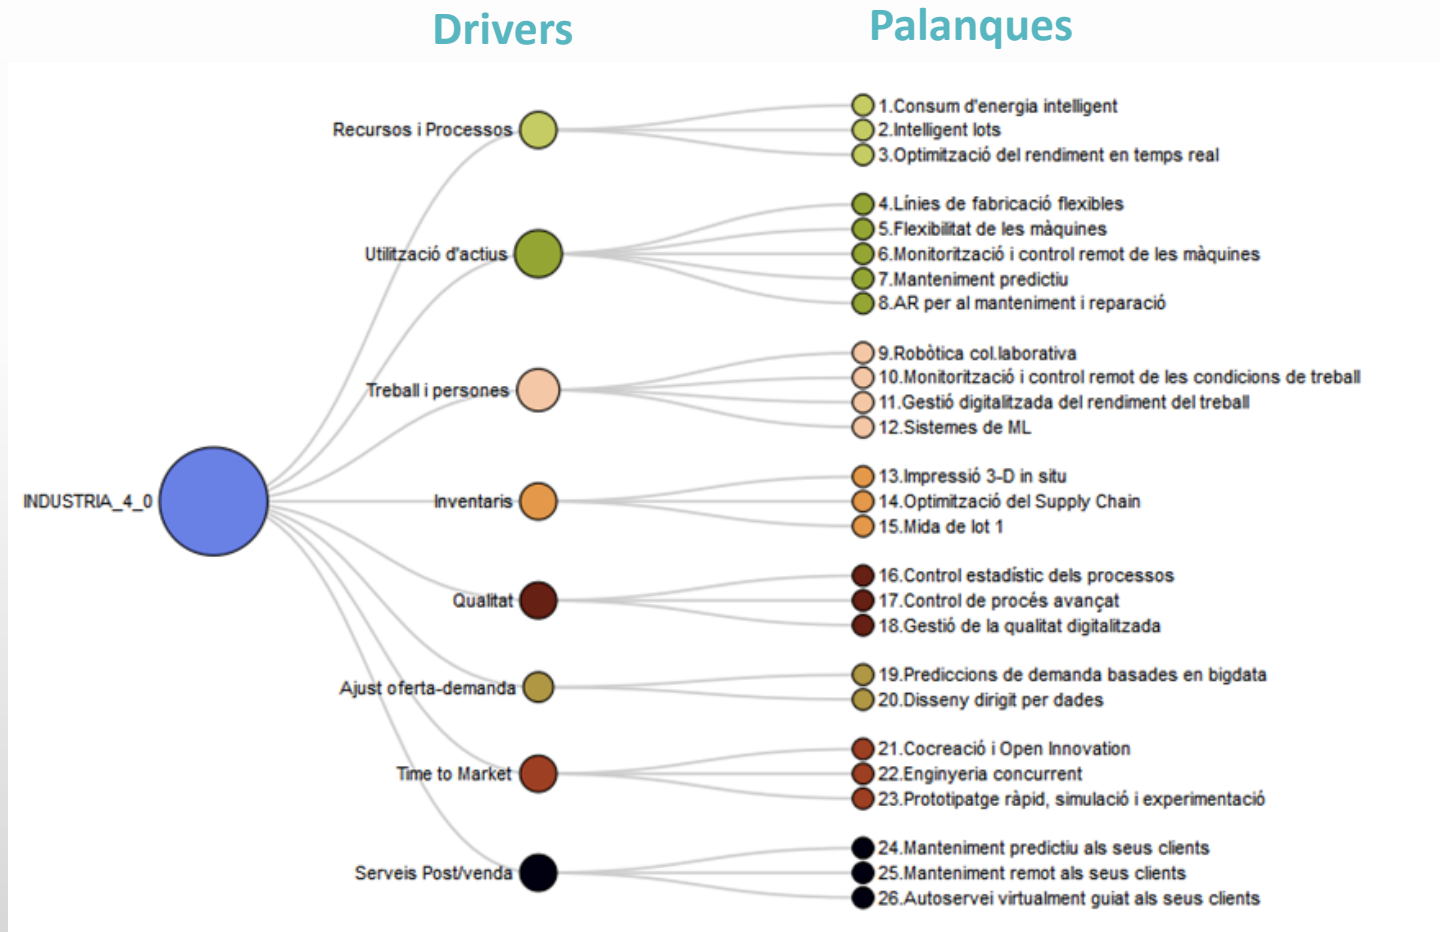 Drivers
Palanques
INDUSTRIA_4_0
Recursos i Processos
1.Consum d'energia intelligent
2.Intelligent lots
3.Optimització del rendiment en temps real
Utilització d'actius
4.Línies de fabricació flexibles
5.Flexibilitat de les màquines
6.Monitorització i control remot de les màquines
7.Manteniment predictiu
8.AR per al manteniment i reparació
Treball i persones
9.Robòtica col.laborativa
10.Monitorització i control remot de les condicions de treball
11.Gestió digitalitzada del rendiment del treball
12.Sistemes de ML
Inventaris
13.Impressió 3-D in situ
14.Optimització del Supply Chain
15.Mida de lot 1
Qualitat
16.Control estadístic dels processos
17.Control de procés avançat
18.Gestió de la qualitat digitalitzada
Ajust oferta-demanda
19.Prediccions de demanda basades en bigdata
20.Disseny dirigit per dades
Time to Market
21.Cocreació i Open Innovation
22.Enginyeria concurrent
23.Prototipatge ràpid, simulació i experimentació
Serveis Post/venda
24.Manteniment predictiu als seus clients
25.Manteniment remot als seus clients
26.Autoservei virtualment guiat als seus clients